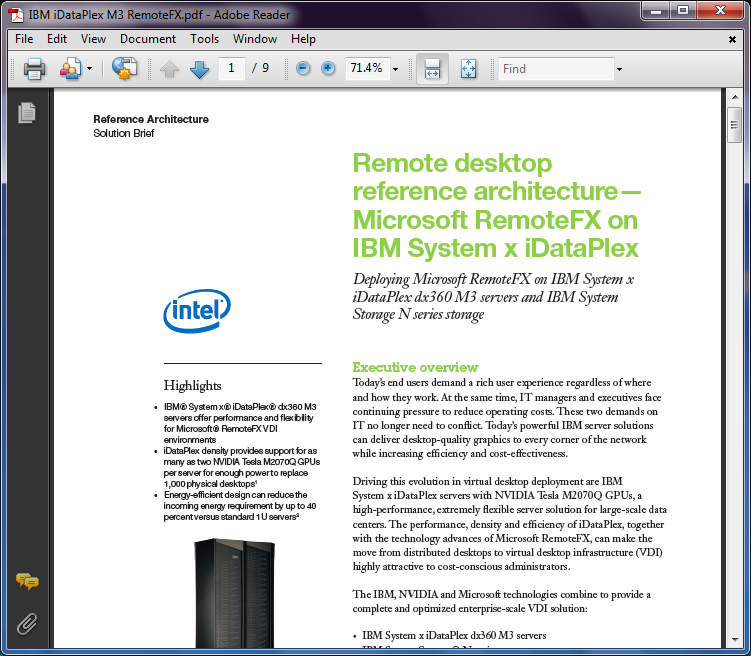 IBM iDataPlex M3 RemoteFX.pdf - Adobe Reader
File Edit View Document Tools Window Help
1 / 9 71.4% Find
Reference Architecture
Solution Brief
Remote desktop
reference architecture—
Microsoft RemoteFX on
IBM System x iDataPlex
Deploying Microsoft RemoteFX on IBM System x
iDataPlex dx360 M3 servers and IBM System
Storage N series storage
intel
Highlights
• IBM® System x® iDataPlex® dx360 M3
servers offer performance and flexibility
for Microsoft® RemoteFX VDI
environments
• iDataPlex density provides support for as
many as two NVIDIA Tesla M2070Q GPUs
per server for enough power to replace
1,000 physical desktops¹
• Energy-efficient design can reduce the
incoming energy requirement by up to 40
percent versus standard 1U servers²
Executive overview
Today's end users demand a rich user experience regardless of where
and how they work. At the same time, IT managers and executives face
continuing pressure to reduce operating costs. These two demands on
IT no longer need to conflict. Today's powerful IBM server solutions
can deliver desktop-quality graphics to every corner of the network
while increasing efficiency and cost-effectiveness.
Driving this evolution in virtual desktop deployment are IBM
System x iDataPlex servers with NVIDIA Tesla M2070Q GPUs, a
high-performance, extremely flexible server solution for large-scale data
centers. The performance, density and efficiency of iDataPlex, together
with the technology advances of Microsoft RemoteFX, can make the
move from distributed desktops to virtual desktop infrastructure (VDI)
highly attractive to cost-conscious administrators.
The IBM, NVIDIA and Microsoft technologies combine to provide a
complete and optimized enterprise-scale VDI solution:
• IBM System x iDataPlex dx360 M3 servers